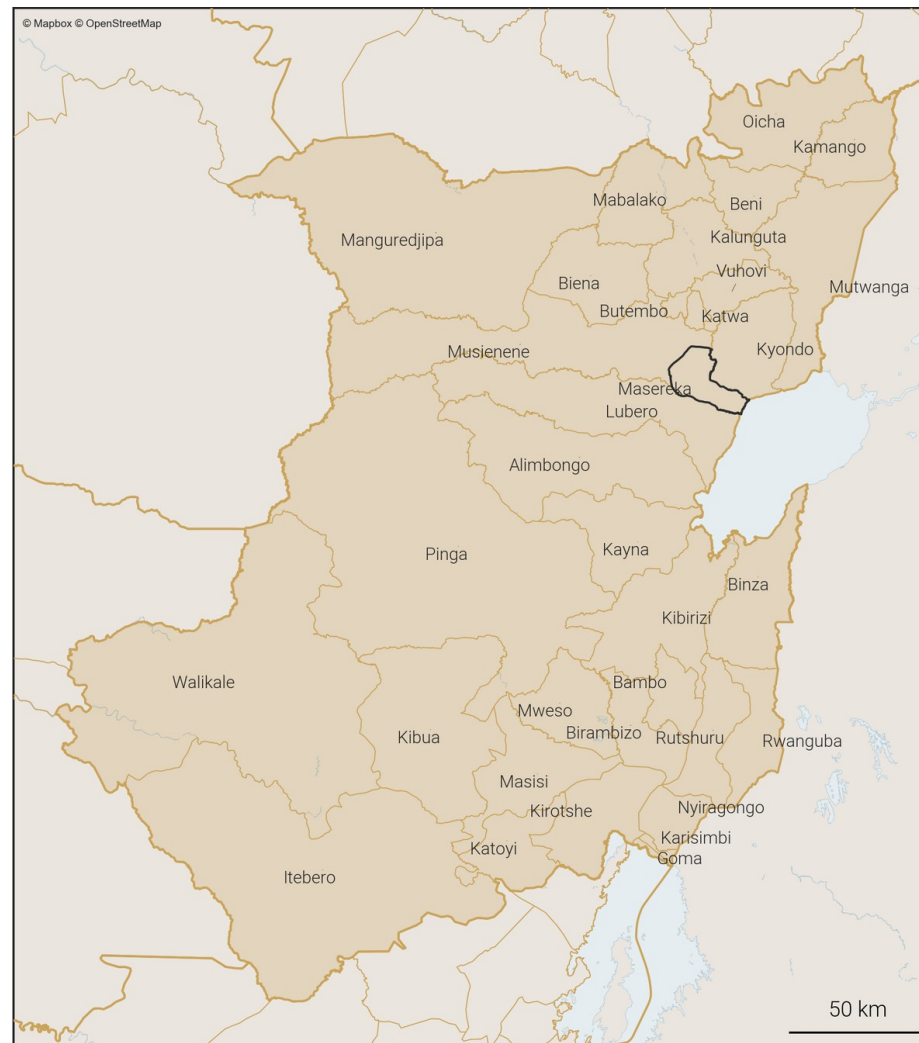 © Mapbox © OpenStreetMap
Oicha
Kamango
Mabalako
Beni
Manguredjipa
Kalunguta
Vuhovi
Biena
Mutwanga
Butembo
Katwa
Musienene
Kyondo
Masereka
Lubero
Alimbongo
Kayna
Pinga
Binza
Kibirizi
Walikale
Bambo
Mweso
Birambizo
Kibua
Rutshuru
Rwanguba
Masisi
Kirotshe
Nyiragongo
Karisimbi
Katoyi
Goma
Itebero
50 km